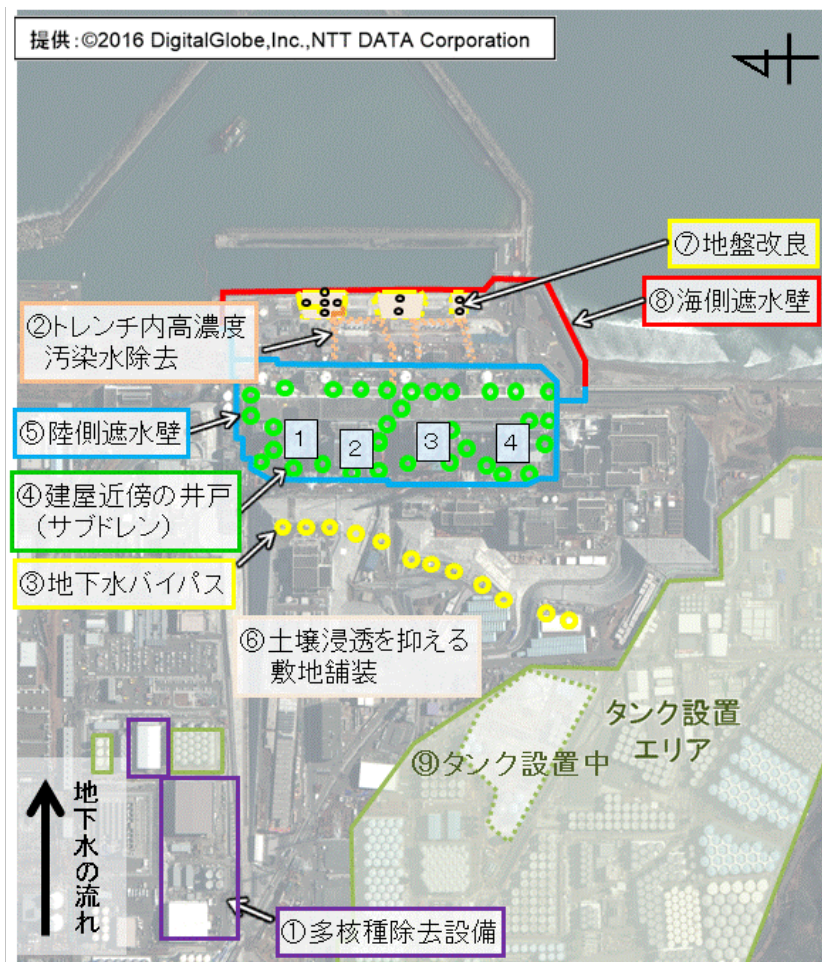 提供:©2016 DigitalGlobe,Inc.,NTT DATA Corporation
⑦地盤改良
⑧海側遮水壁
②トレンチ内高濃度
汚染水除去
⑤陸側遮水壁
1
2
3
4
④建屋近傍の井戸
(サブドレン)
③地下水バイパス
⑥土壌浸透を抑える
敷地舗装
タンク設置
エリア
⑨タンク設置中
地下水の流れ
①多核種除去設備